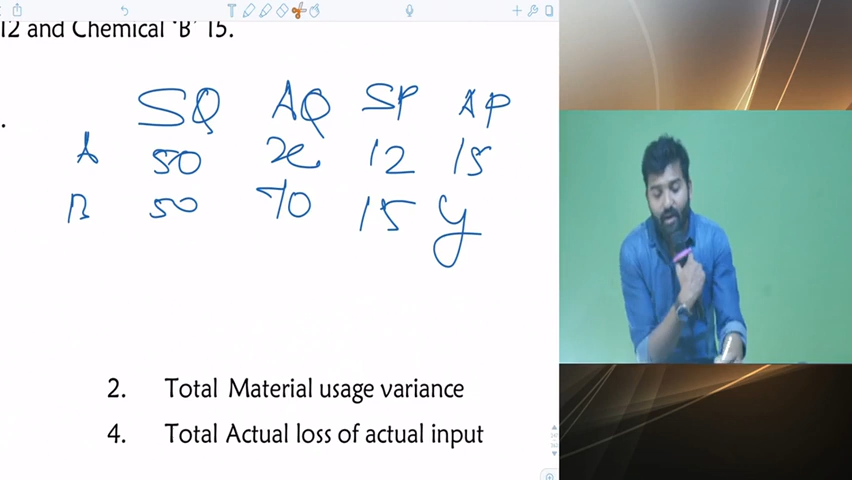 12 and Chemical 'B' 15.
SQ AQ SP AP
A 50 x 12 15
B 50 70 15 y
2. Total Material usage variance
4. Total Actual loss of actual input